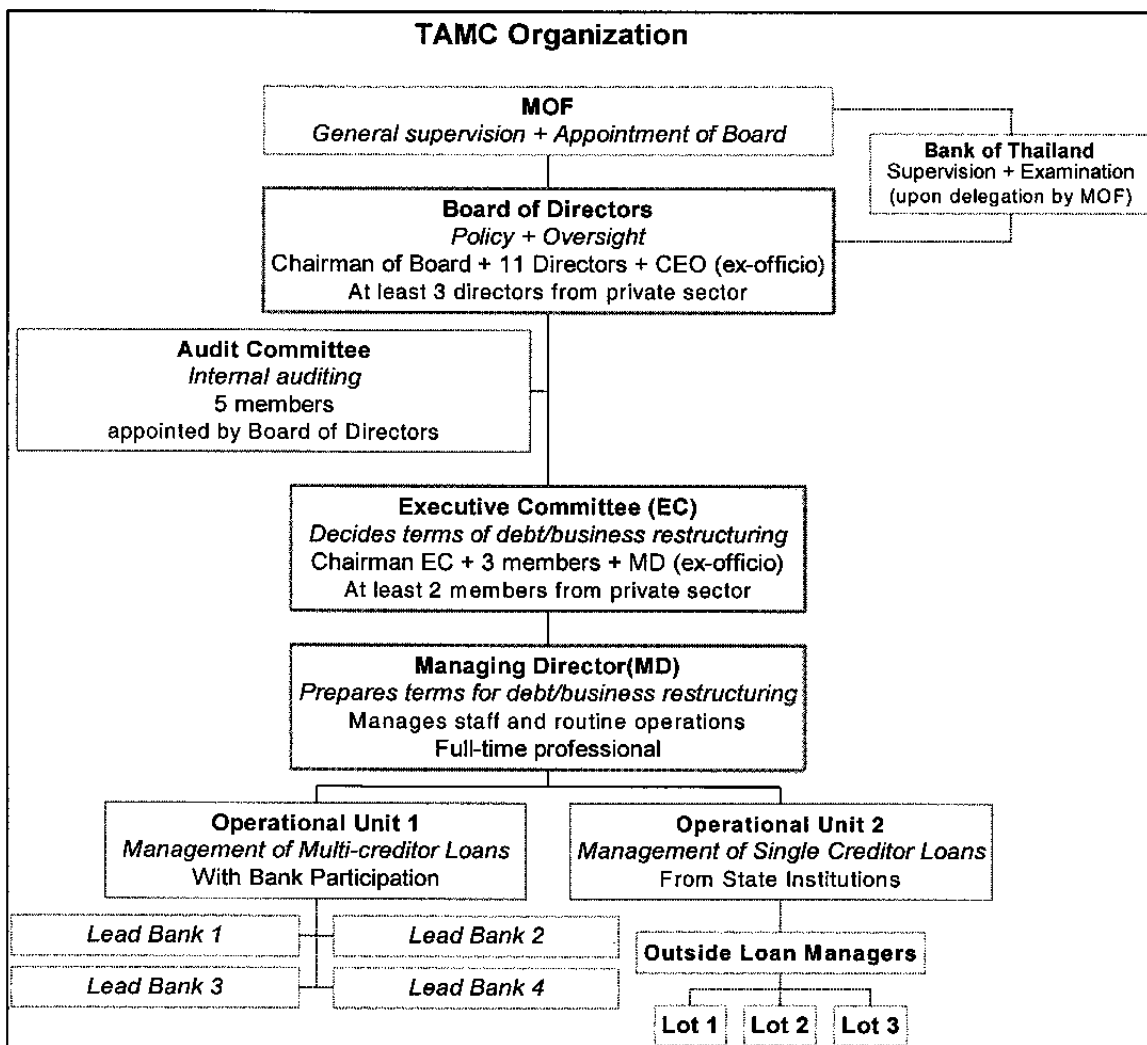 TAMC Organization
MOF
General supervision + Appointment of Board
Bank of Thailand
Supervision + Examination
(upon delegation by MOF)
Board of Directors
Policy + Oversight
Chairman of Board + 11 Directors + CEO (ex-officio)
At least 3 directors from private sector
Audit Committee
Internal auditing
5 members
appointed by Board of Directors
Executive Committee (EC)
Decides terms of debt/business restructuring
Chairman EC + 3 members + MD (ex-officio)
At least 2 members from private sector
Managing Director(MD)
Prepares terms for debt/business restructuring
Manages staff and routine operations
Full-time professional
Operational Unit 1
Management of Multi-creditor Loans
With Bank Participation
Operational Unit 2
Management of Single Creditor Loans
From State Institutions
Lead Bank 1
Lead Bank 2
Lead Bank 3
Lead Bank 4
Outside Loan Managers
Lot 1
Lot 2
Lot 3